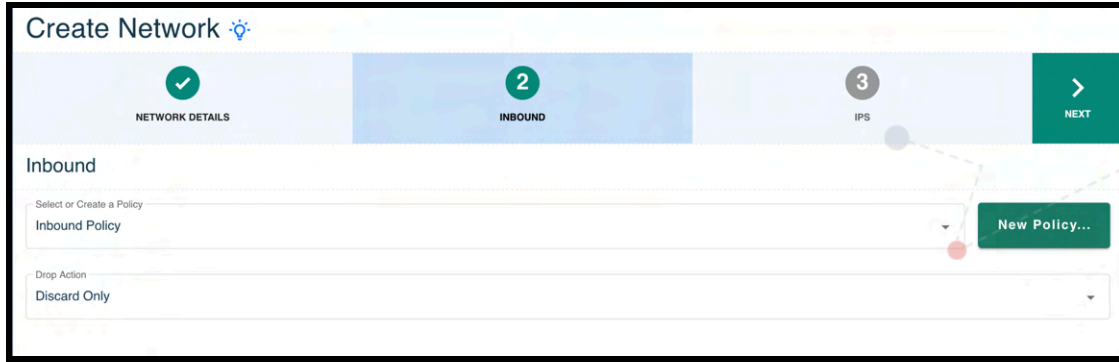 Create Network
2
3
NETWORK DETAILS
INBOUND
IPS
NEXT
Inbound
Select or Create a Policy
Inbound Policy
New Policy...
Drop Action
Discard Only